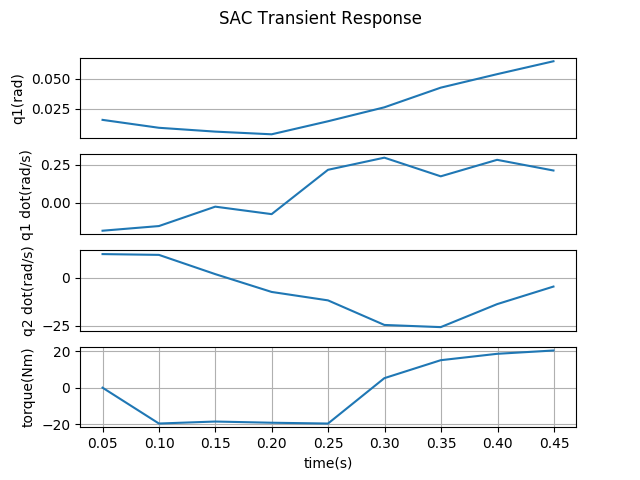 SAC Transient Response
q1(rad)
0.050
0.025
q1 dot(rad/s)
0.25
0.00
q2 dot(rad/s)
0
−25
torque(Nm)
20
0
−20
0.05 0.10 0.15 0.20 0.25 0.30 0.35 0.40 0.45
time(s)